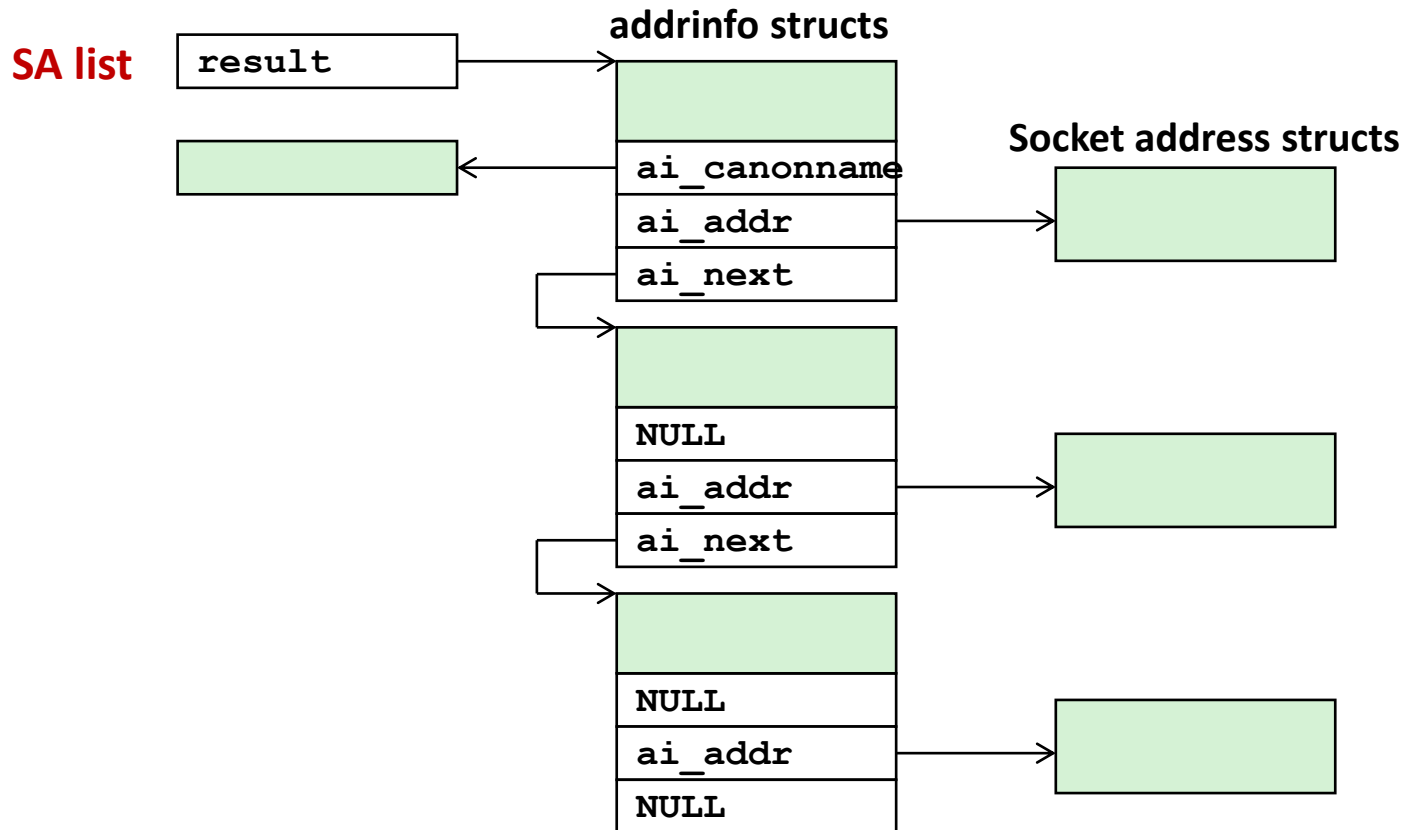 addrinfo structs
SA list
result
Socket address structs
ai_canonname
ai_addr
ai_next
NULL
ai_addr
ai_next
NULL
ai_addr
NULL